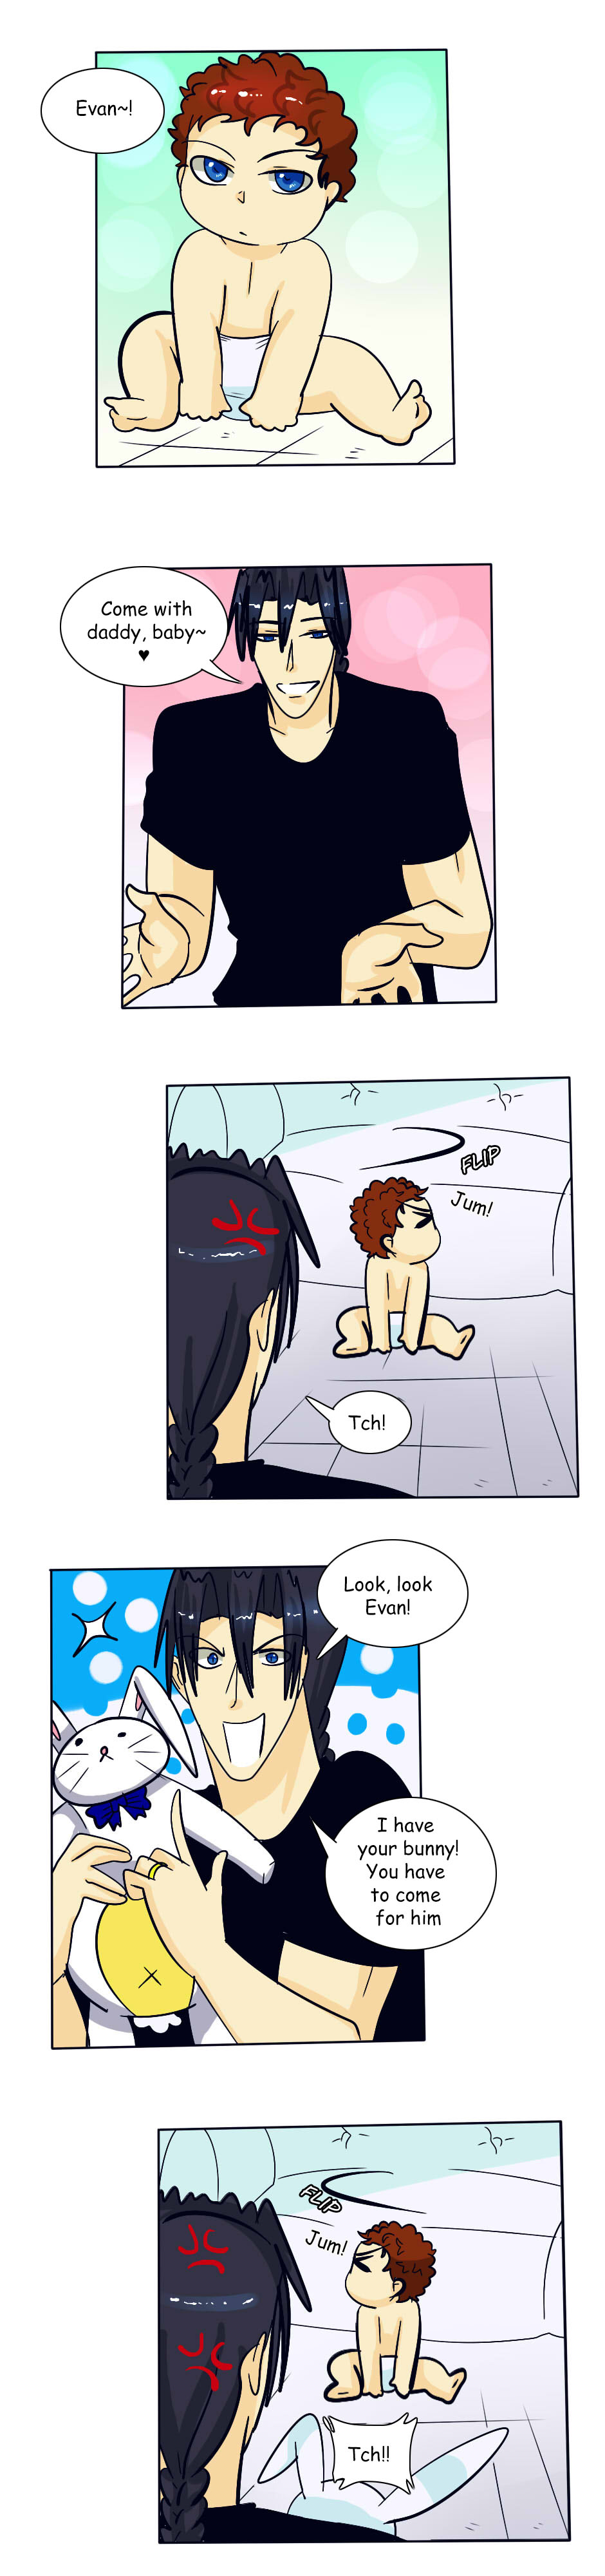 Evan~!
Come with
daddy, baby~
♥
FLIP
Jum!
Tch!
Look, look
Evan!
I have
your bunny!
You have
to come
for him
FLIP
Jum!
Tch!!